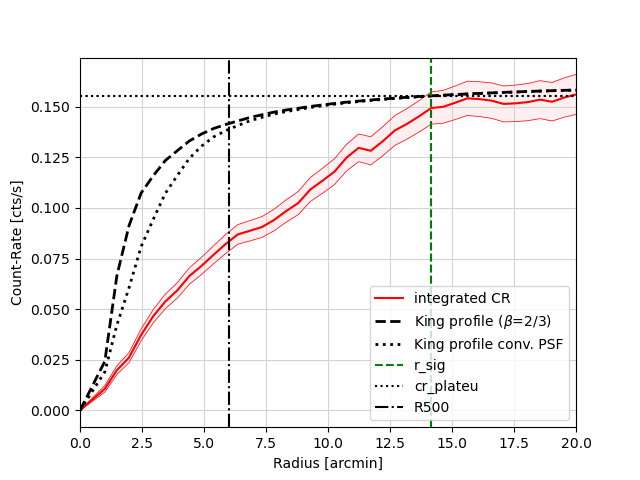 0.150
0.125
0.100
0.075
0.050
0.025
0.000
Count-Rate [cts/s]
integrated CR
King profile (β=2/3)
King profile conv. PSF
r_sig
cr_plateu
R500
0.0 2.5 5.0 7.5 10.0 12.5 15.0 17.5 20.0
Radius [arcmin]